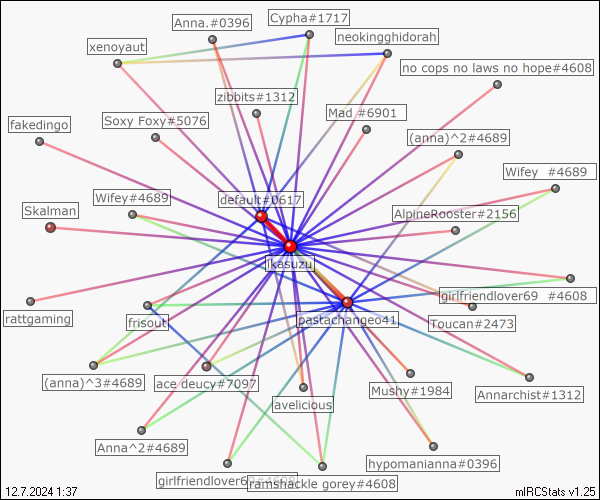 Anna.#0396
Cypha#1717
neokingghidorah
xenoyaut
no cops no laws no hope#4608
zibbits#1312
Mad #6901
fakedingo
Soxy Foxy#5076
(anna)^2#4689
Wifey #4689
Wifey#4689
default#0617
Skalman
AlpineRooster#2156
ikasuzu
girlfriendlover69 #4608
rattgaming
frisout
pastachange041
Toucan#2473
(anna)^3#4689
ace deucy#7097
Mushy#1984
Annarchist#1312
avelicious
Anna^2#4689
hypomanianna#0396
girlfriendlover69#4608
ramshackle gorey#4608
12.7.2024 1:37
mIRCStats v1.25